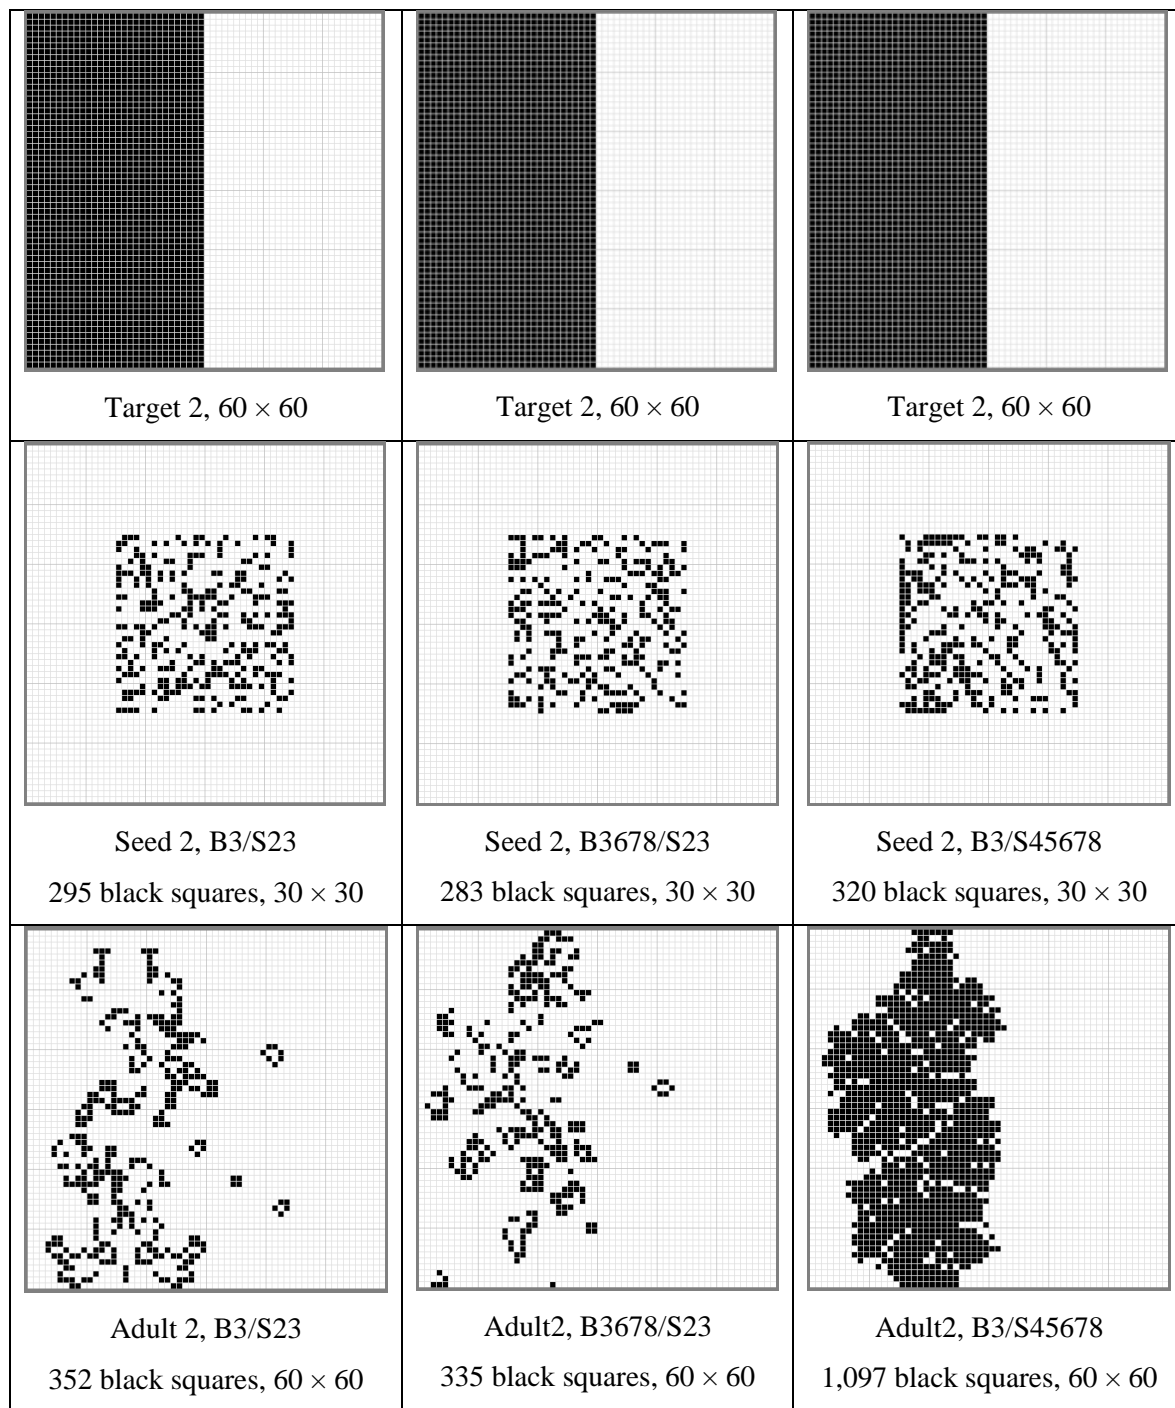 Target 2, 60 × 60
Target 2, 60 × 60
Target 2, 60 × 60
Seed 2, B3/S23
295 black squares, 30 × 30
Seed 2, B3678/S23
283 black squares, 30 × 30
Seed 2, B3/S45678
320 black squares, 30 × 30
Adult 2, B3/S23
352 black squares, 60 × 60
Adult2, B3678/S23
335 black squares, 60 × 60
Adult2, B3/S45678
1,097 black squares, 60 × 60